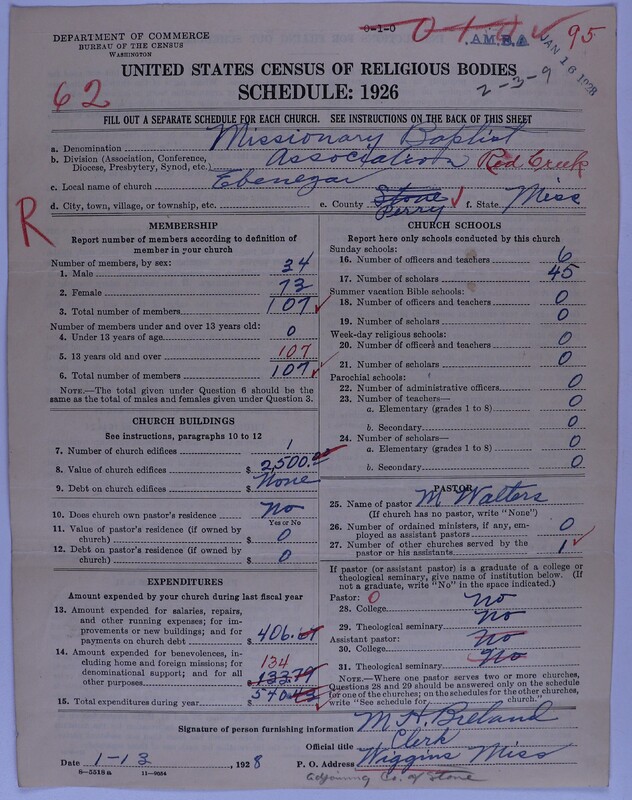 8-1-0
A.M.B.A
95
JAN 16 1928
2-3-9
DEPARTMENT OF COMMERCE
BUREAU OF THE CENSUS
WASHINGTON
UNITED STATES CENSUS OF RELIGIOUS BODIES
SCHEDULE: 1926
62
FILL OUT A SEPARATE SCHEDULE FOR EACH CHURCH. SEE INSTRUCTIONS ON THE BACK OF THIS SHEET
a. Denomination Missionary Baptist
b. Division (Association, Conference, Diocese, Presbytery, Synod, etc.) Association Red Creek
c. Local name of church Ebenezar
d. City, town, village, or township, etc. e. County Stone Perry f. State Miss
R
MEMBERSHIP
Report number of members according to definition of
member in your church
Number of members, by sex:
1. Male 34
2. Female 73
3. Total number of members 107
Number of members under and over 13 years old:
4. Under 13 years of age 0
5. 13 years old and over 107
6. Total number of members 107
NOTE.—The total given under Question 6 should be
same as the total of males and females given under Question 3.
CHURCH BUILDINGS
See instructions, paragraphs 10 to 12
7. Number of church edifices 1
8. Value of church edifices $ 2,500.00
9. Debt on church edifices $ None
10. Does church own pastor's residence? No
Yes or No
11. Value of pastor's residence (if owned by
church) $ 0
12. Debt on pastor's residence (if owned by
church) $ 0
EXPENDITURES
Amount expended by your church during last fiscal year
13. Amount expended for salaries, repairs,
and other running expenses; for im-
provements or new buildings; and for
payments on church debt $ 406.
14. Amount expended for benevolences, in-
cluding home and foreign missions; for
denominational support; and for all
other purposes $ 134 133.79
15. Total expenditures during year $ 540
CHURCH SCHOOLS
Report here only schools conducted by this church
Sunday schools:
16. Number of officers and teachers 6
17. Number of scholars 45
Summer vacation Bible schools:
18. Number of officers and teachers 0
19. Number of scholars 0
Week-day religious schools:
20. Number of officers and teachers 0
21. Number of scholars 0
Parochial schools:
22. Number of administrative officers 0
23. Number of teachers—
a. Elementary (grades 1 to 8) 0
b. Secondary 0
24. Number of scholars—
a. Elementary (grades 1 to 8) 0
b. Secondary 0
PASTOR
25. Name of pastor M Walters
(If church has no pastor, write "None")
26. Number of ordained ministers, if any, em-
ployed as assistant pastors 0
27. Number of other churches served by the
pastor or his assistants 1
If pastor (or assistant pastor) is a graduate of a college or
theological seminary, give name of institution below. (If
not a graduate, write "No" in the space indicated.)
Pastor: 0
28. College No
29. Theological seminary No
Assistant pastor:
30. College No
31. Theological seminary No
NOTE.—Where one pastor serves two or more churches,
Questions 28 and 29 should be answered only on the schedule
for one of the churches; on the schedules for the other churches,
write "See schedule for church."
Signature of person furnishing information M. H. Breland
Official title Clerk
Date 1-13, 1928 P. O. Address Wiggins Miss
8-5518a 11-9054
adjoining Co. of Stone